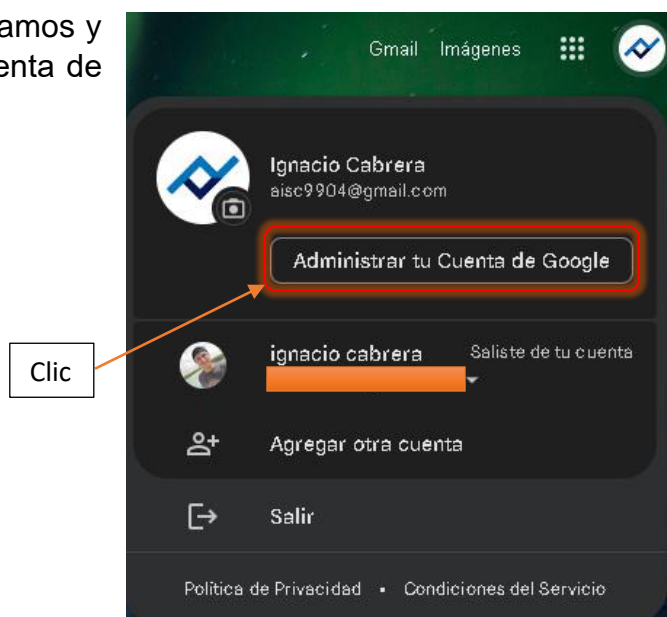 amos y
enta de
Gmail Imágenes
Ignacio Cabrera
aisc9904@gmail.com
Administrar tu Cuenta de Google
Clic
ignacio cabrera Saliste de tu cuenta
Agregar otra cuenta
Salir
Política de Privacidad • Condiciones del Servicio